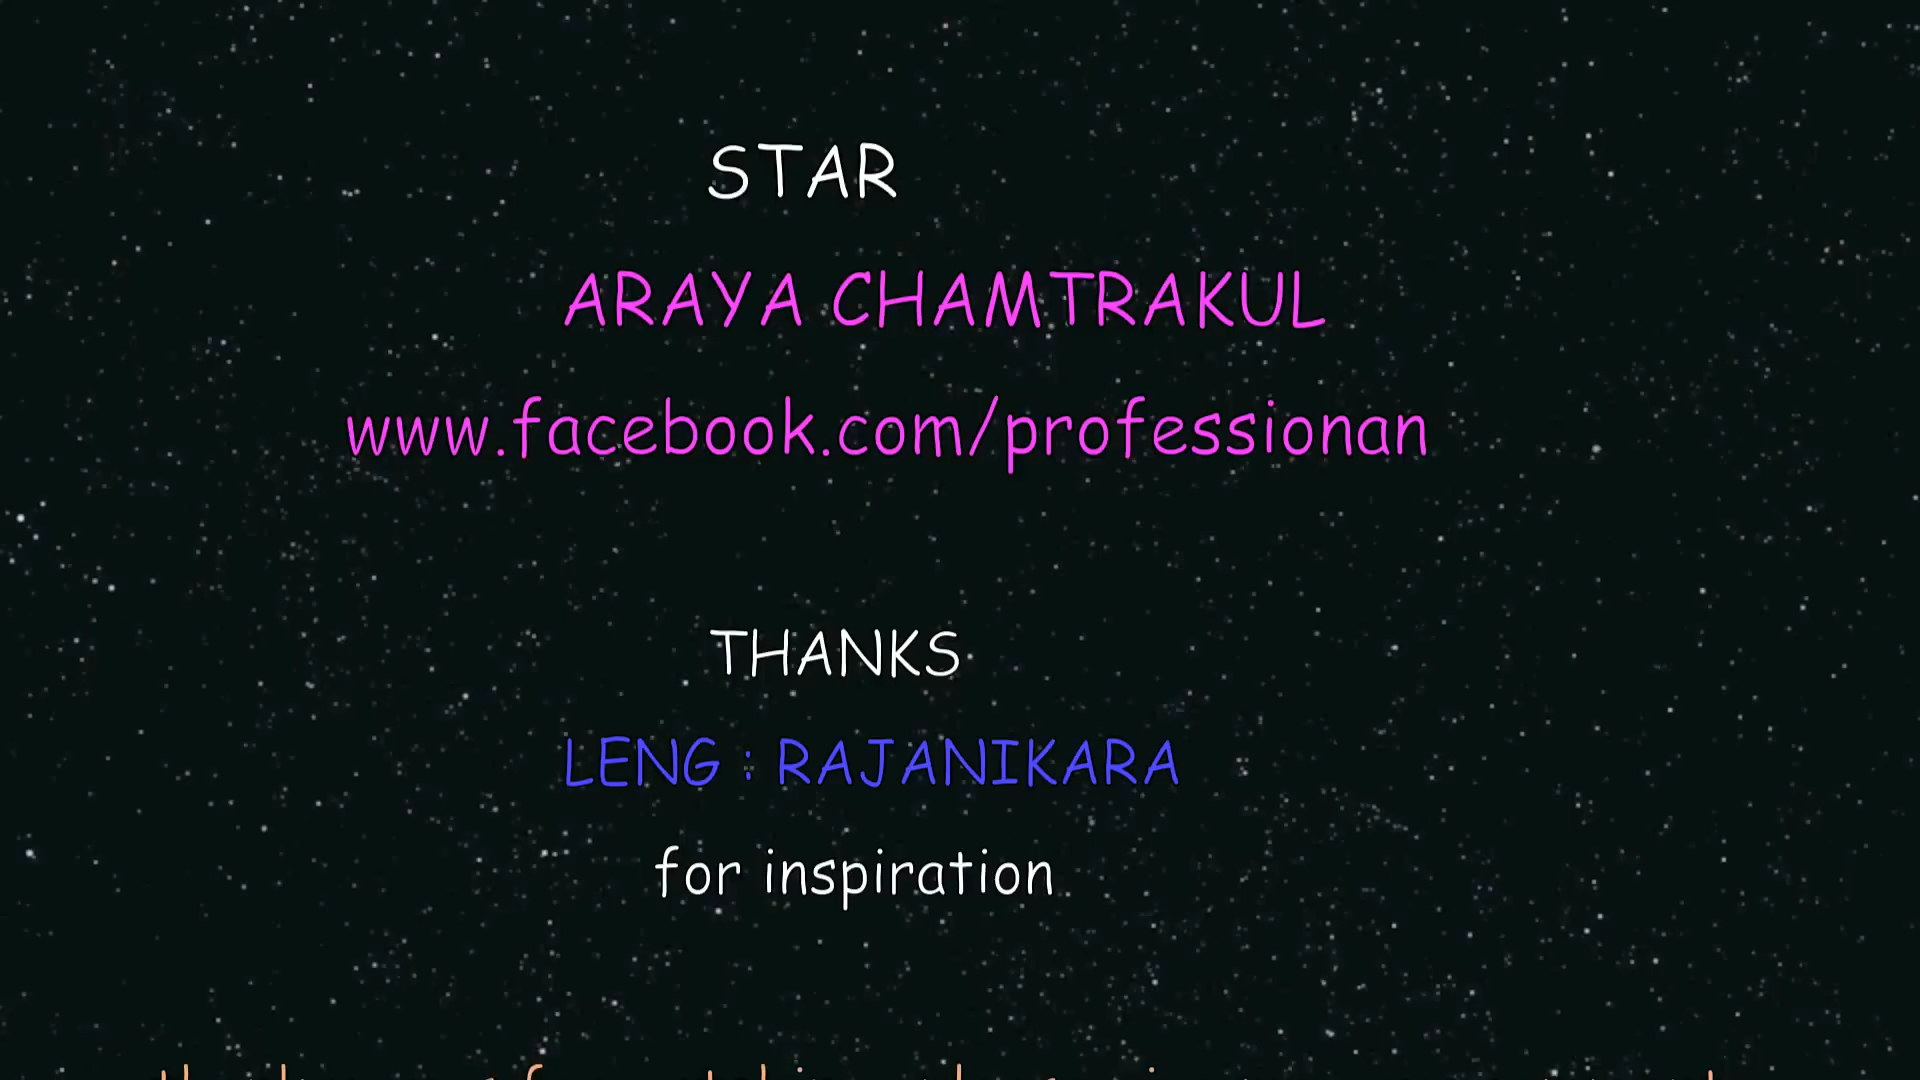 STAR
ARAYA CHAMTRAKUL
www.facebook.com/professionan
THANKS
LENG : RAJANIKARA
for inspiration